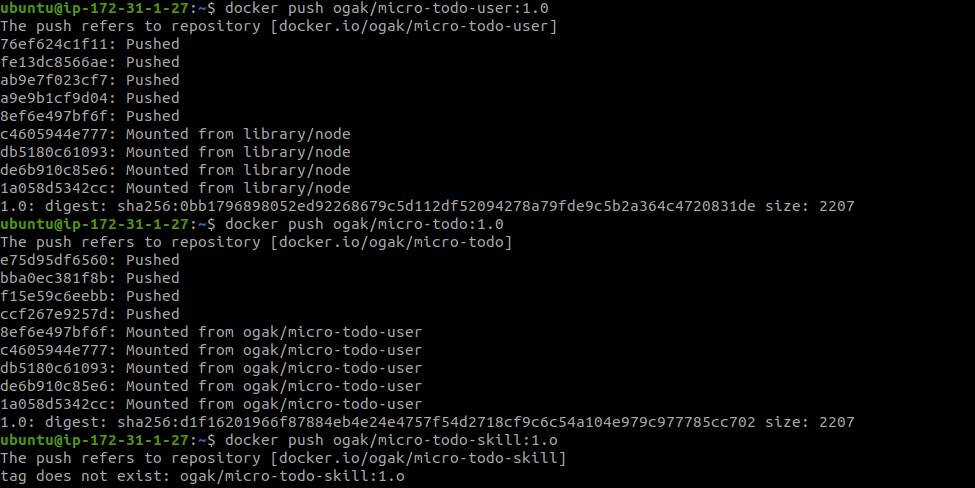 ubuntu@ip-172-31-1-27:~$ docker push ogak/micro-todo-user:1.0
The push refers to repository [docker.io/ogak/micro-todo-user]
76ef624c1f11: Pushed
fe13dc8566ae: Pushed
ab9e7f023cf7: Pushed
a9e9b1cf9d04: Pushed
8ef6e497bf6f: Pushed
c4605944e777: Mounted from library/node
db5180c61093: Mounted from library/node
de6b910c85e6: Mounted from library/node
1a058d5342cc: Mounted from library/node
1.0: digest: sha256:0bb1796898052ed92268679c5d112df52094278a79fde9c5b2a364c4720831de size: 2207
ubuntu@ip-172-31-1-27:~$ docker push ogak/micro-todo:1.0
The push refers to repository [docker.io/ogak/micro-todo]
e75d95df6560: Pushed
bba0ec381f8b: Pushed
f15e59c6eebb: Pushed
ccf267e9257d: Pushed
8ef6e497bf6f: Mounted from ogak/micro-todo-user
c4605944e777: Mounted from ogak/micro-todo-user
db5180c61093: Mounted from ogak/micro-todo-user
de6b910c85e6: Mounted from ogak/micro-todo-user
1a058d5342cc: Mounted from ogak/micro-todo-user
1.0: digest: sha256:d1f16201966f87884eb4e24e4757f54d2718cf9c6c54a104e979c977785cc702 size: 2207
ubuntu@ip-172-31-1-27:~$ docker push ogak/micro-todo-skill:1.o
The push refers to repository [docker.io/ogak/micro-todo-skill]
tag does not exist: ogak/micro-todo-skill:1.o